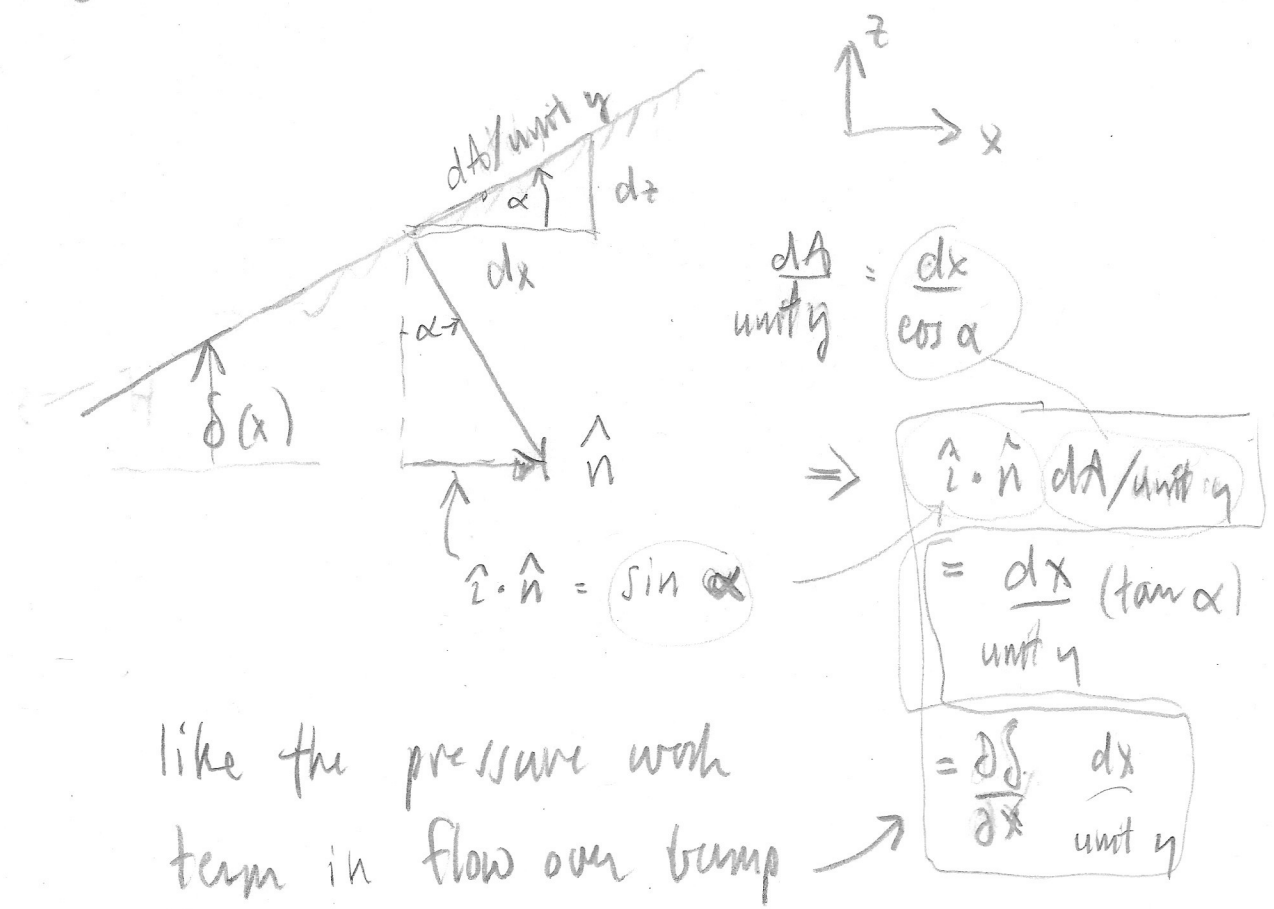 z
x
dA/unit y
α
dz
dx
α
δ(x)
n̂
î · n̂ = sin α
dA/unit y = dx/cos α
⇒ î · n̂ dA/unit y
= dx/unit y (tan α)
= ∂δ/∂x dx/unit y
like the pressure work
term in flow over bump